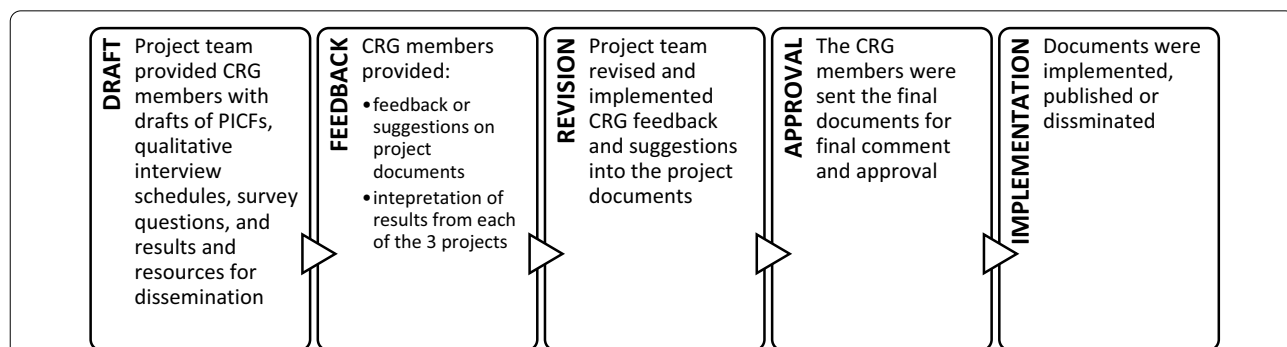 DRAFT
Project team
provided CRG
members with
drafts of PICFs,
qualitative
interview
schedules, survey
questions, and
results and
resources for
dissemination
FEEDBACK
CRG members
provided:
•feedback or
suggestions on
project
documents
•intepretation of
results from each
of the 3 projects
REVISION
Project team
revised and
implemented
CRG feedback
and suggestions
into the project
documents
APPROVAL
The CRG
members were
sent the final
documents for
final comment
and approval
IMPLEMENTATION
Documents were
implemented,
published or
dissminated